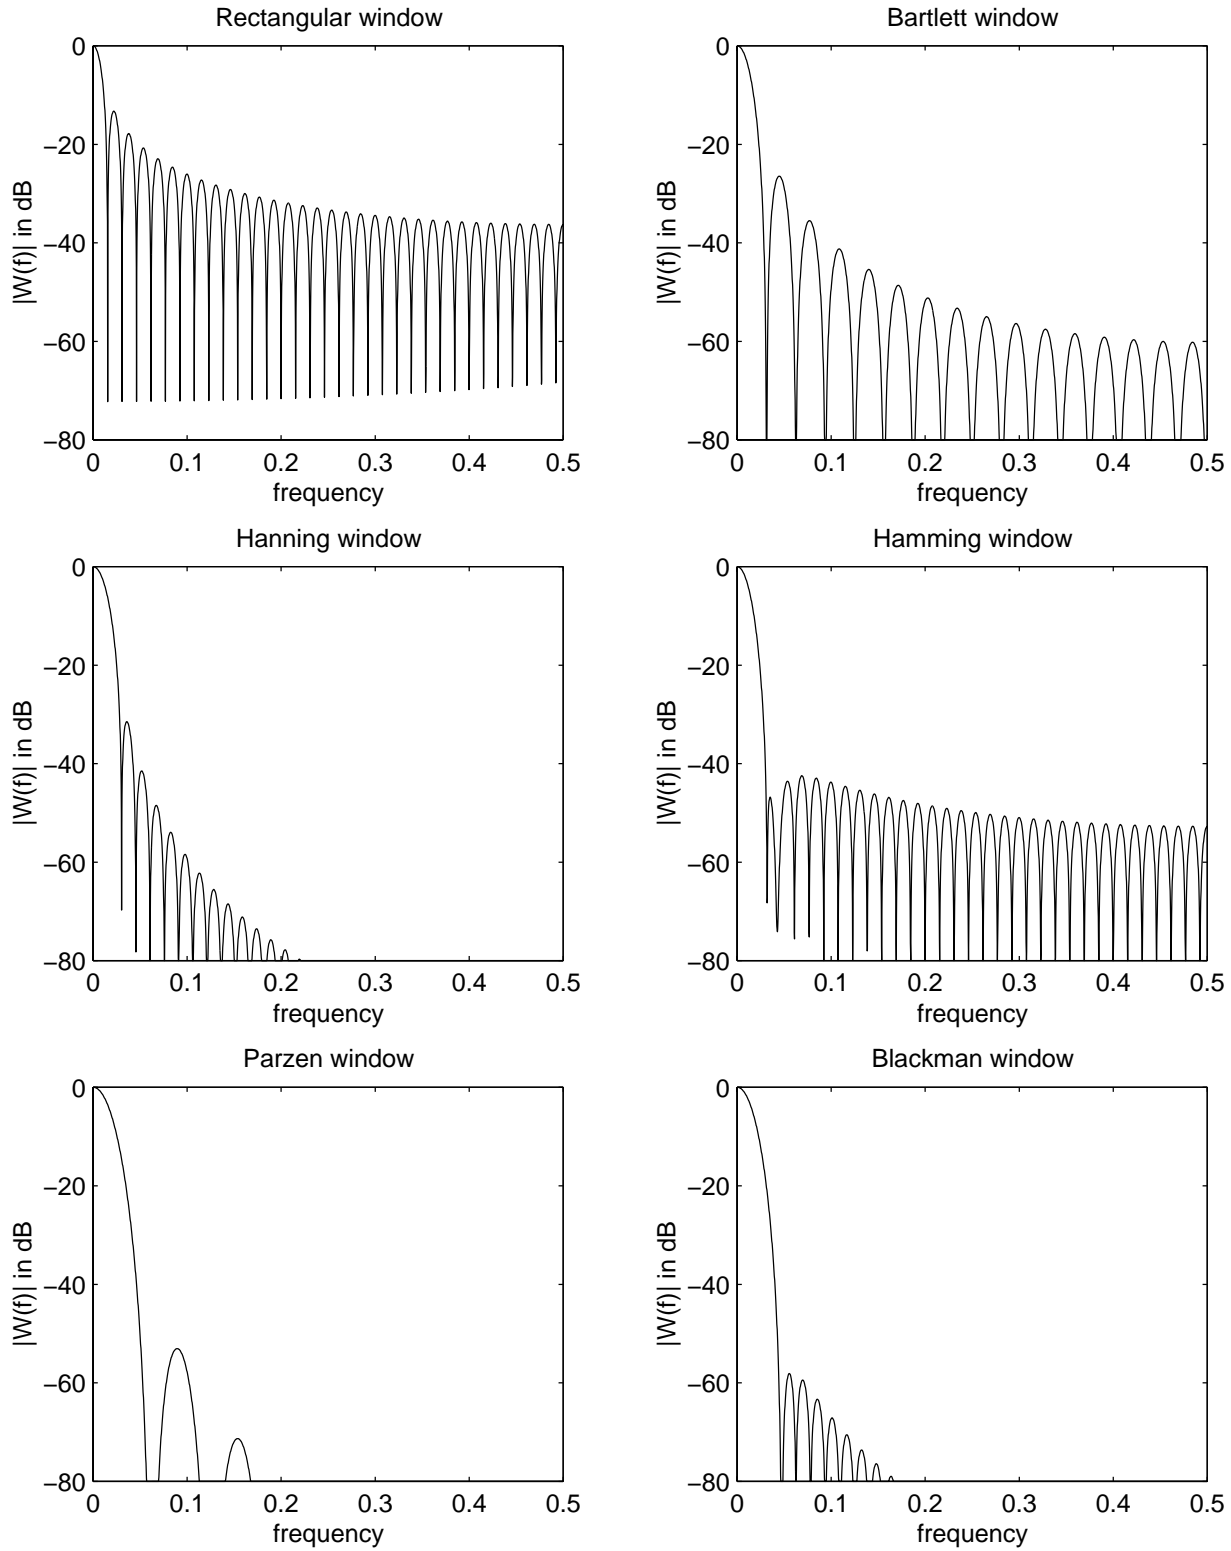 Rectangular window
|W(f)| in dB
0
−20
−40
−60
−80
0 0.1 0.2 0.3 0.4 0.5
frequency
Bartlett window
|W(f)| in dB
0
−20
−40
−60
−80
0 0.1 0.2 0.3 0.4 0.5
frequency
Hanning window
|W(f)| in dB
0
−20
−40
−60
−80
0 0.1 0.2 0.3 0.4 0.5
frequency
Hamming window
|W(f)| in dB
0
−20
−40
−60
−80
0 0.1 0.2 0.3 0.4 0.5
frequency
Parzen window
|W(f)| in dB
0
−20
−40
−60
−80
0 0.1 0.2 0.3 0.4 0.5
frequency
Blackman window
|W(f)| in dB
0
−20
−40
−60
−80
0 0.1 0.2 0.3 0.4 0.5
frequency